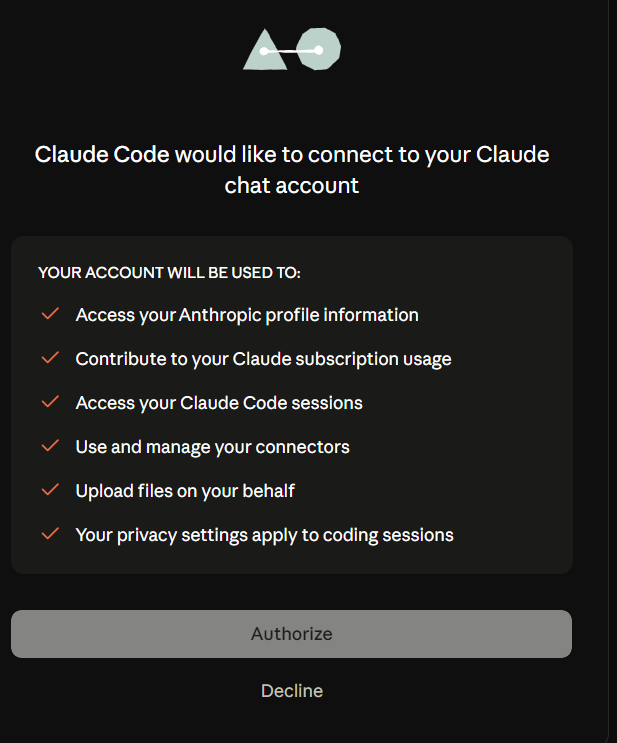 Claude Code would like to connect to your Claude
chat account
YOUR ACCOUNT WILL BE USED TO:
Access your Anthropic profile information
Contribute to your Claude subscription usage
Access your Claude Code sessions
Use and manage your connectors
Upload files on your behalf
Your privacy settings apply to coding sessions
Authorize
Decline